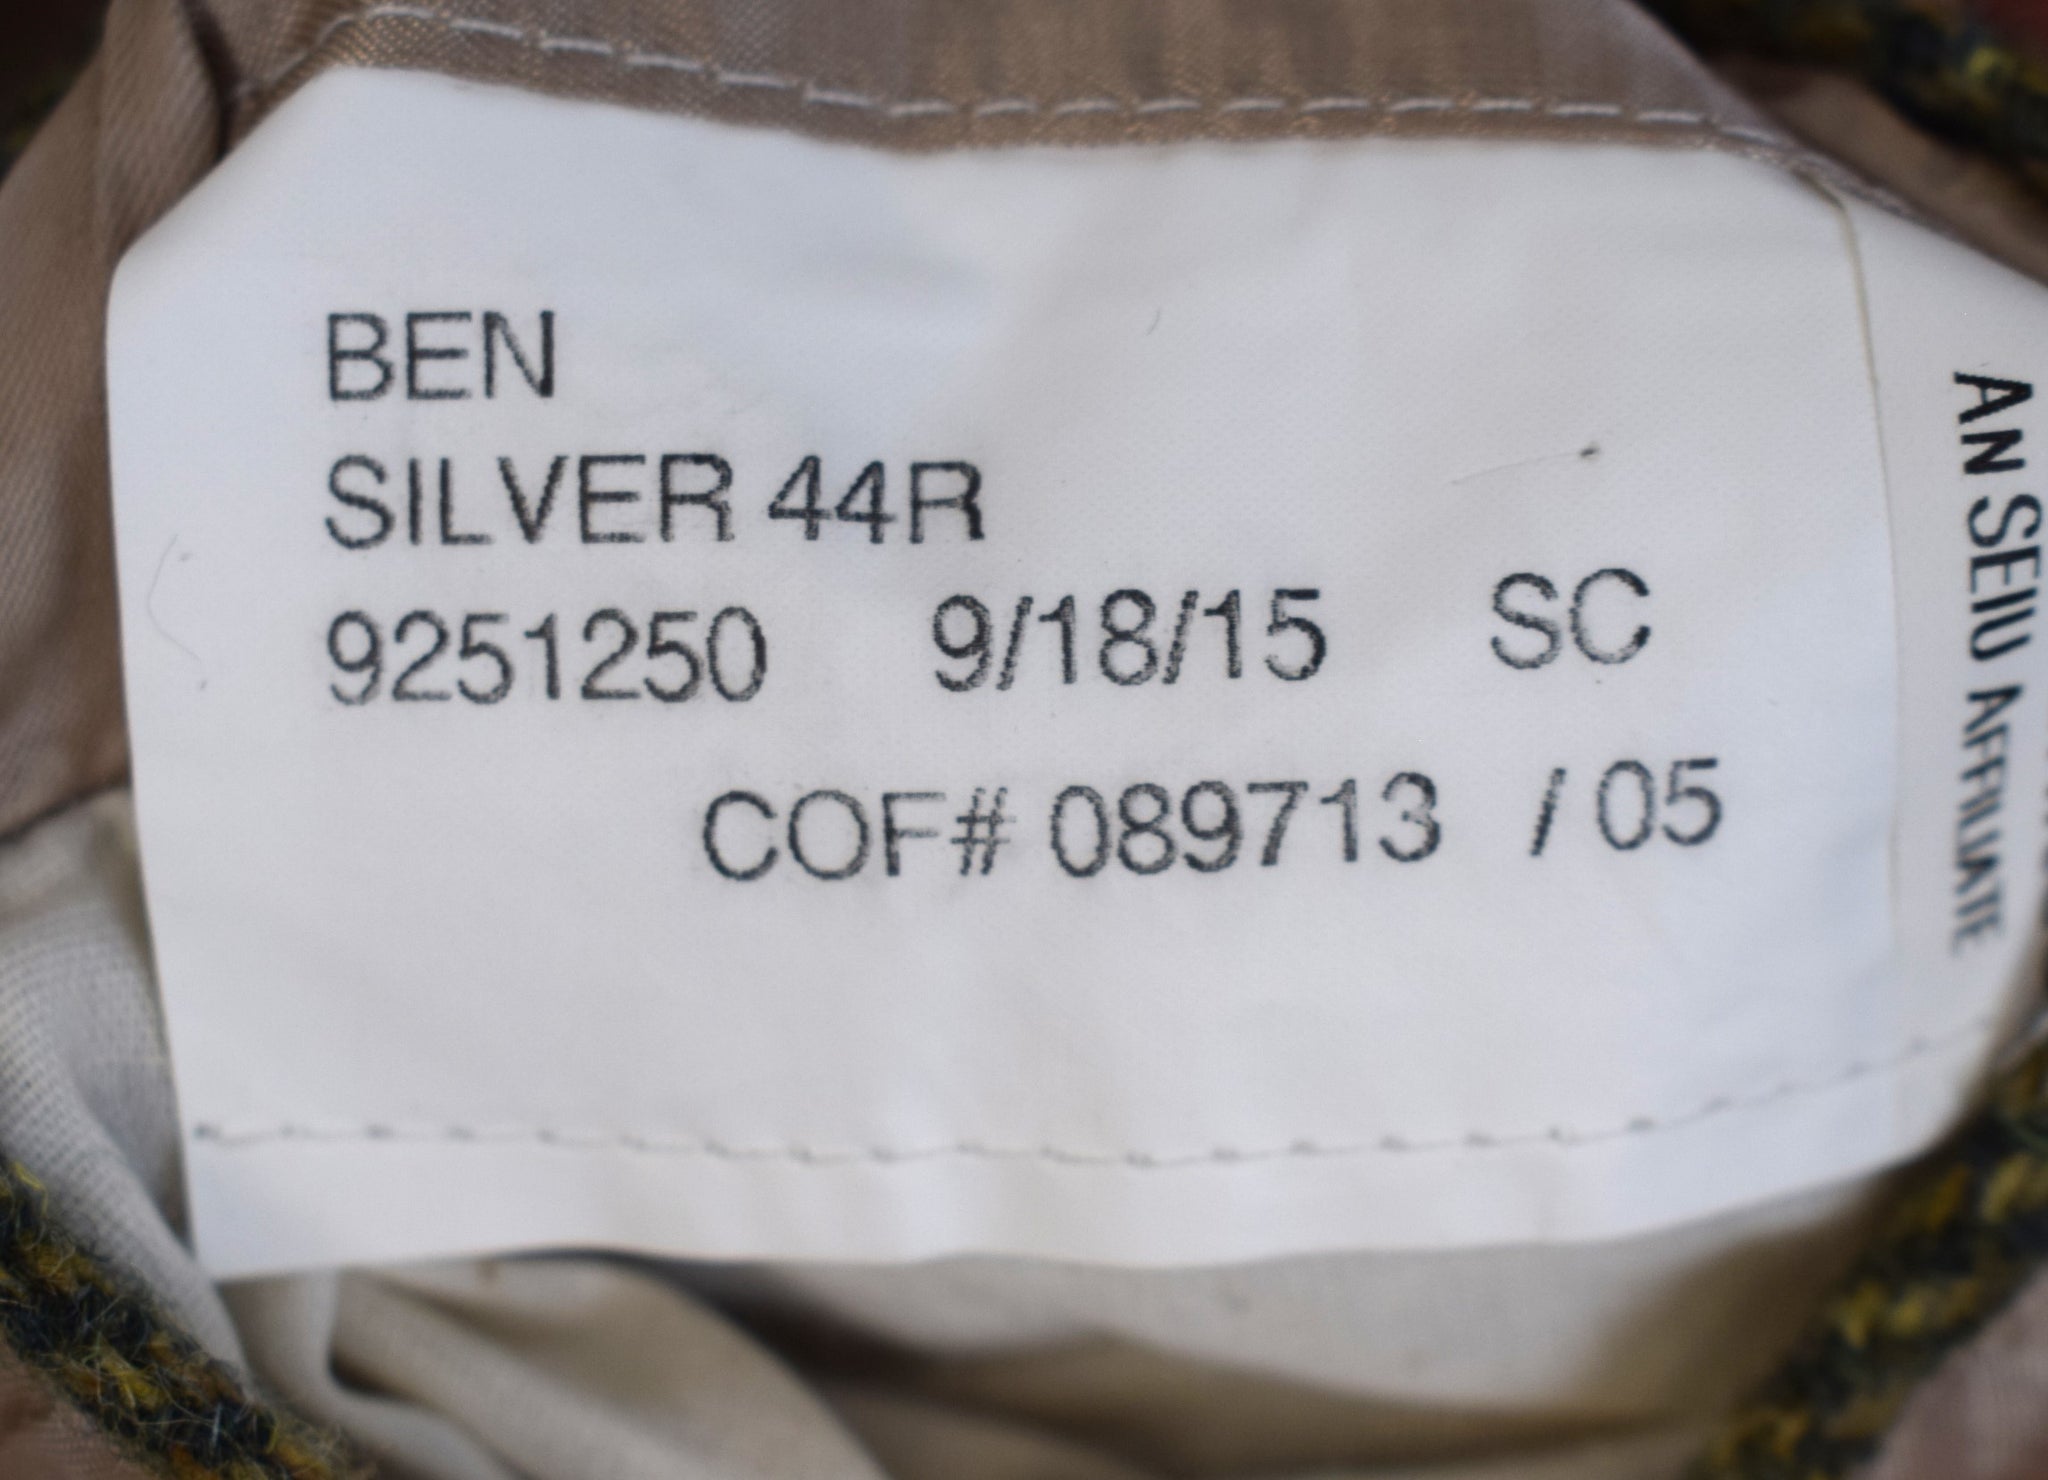 BEN
SILVER 44R
9251250 9/18/15 SC
COF# 089713 / 05
AN SEIU AFFILIATE